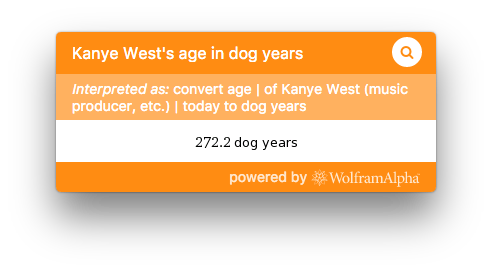 Kanye West's age in dog years
Interpreted as: convert age | of Kanye West (music
producer, etc.) | today to dog years
272.2 dog years
powered by WolframAlpha